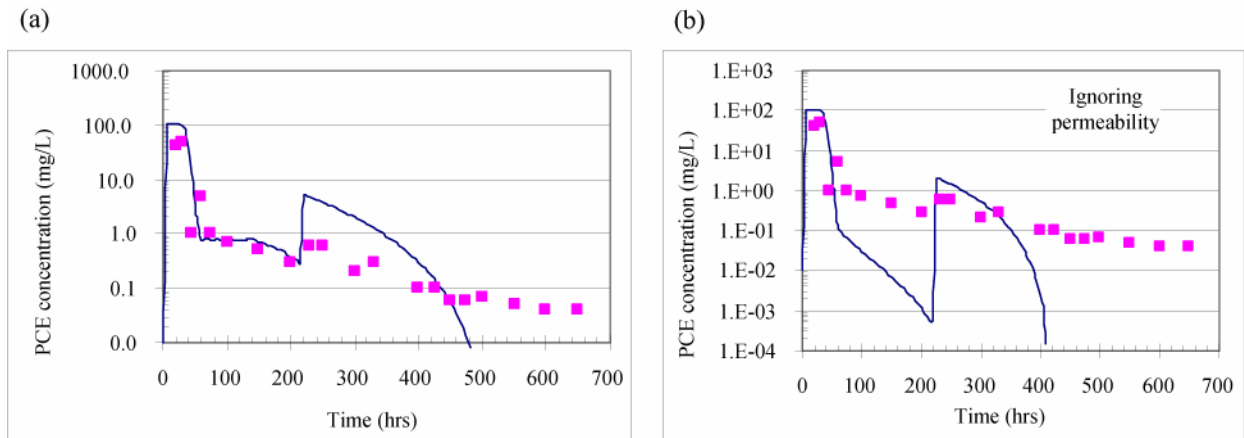 (a)
(b)
1000.0
100.0
10.0
1.0
0.1
0.0
PCE concentration (mg/L)
0 100 200 300 400 500 600 700
Time (hrs)
1.E+03
1.E+02
1.E+01
1.E+00
1.E-01
1.E-02
1.E-03
1.E-04
PCE concentration (mg/L)
Ignoring
permeability
0 100 200 300 400 500 600 700
Time (hrs)